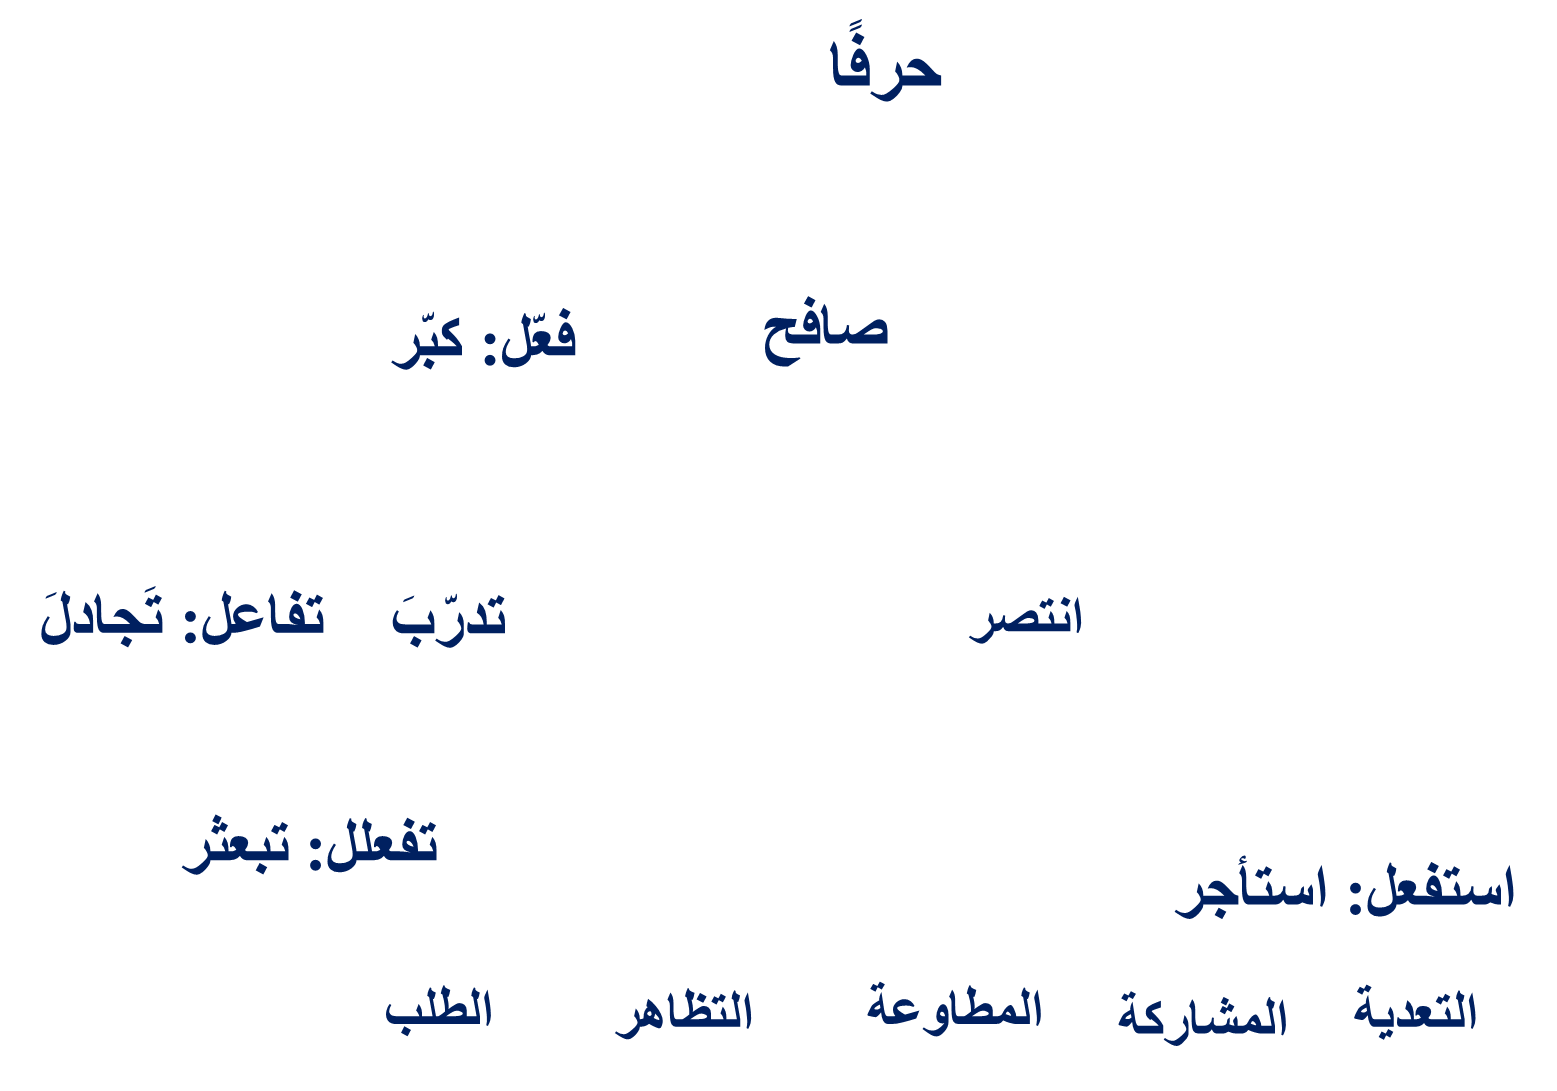 حرفًا
صافح
فعّل: كبّر
انتصر
تدرّبَ
تفاعل: تَجادلَ
تفعلل: تبعثر
استفعل: استأجر
التعدية
المشاركة
المطاوعة
التظاهر
الطلب